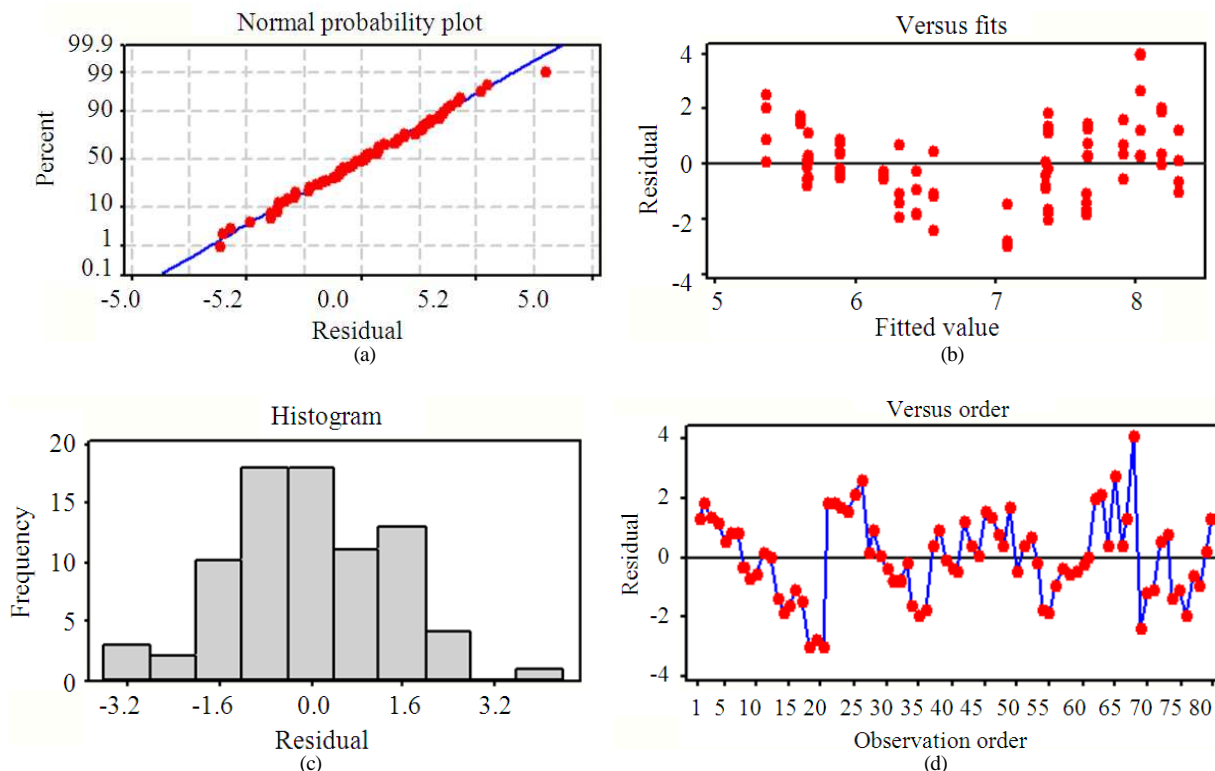 Normal probability plot
99.9
99
90
50
10
1
0.1
Percent
-5.0 -5.2 0.0 5.2 5.0
Residual
(a)
Versus fits
4
2
0
-2
-4
Residual
5 6 7 8
Fitted value
(b)
Histogram
20
15
10
5
0
Frequency
-3.2 -1.6 0.0 1.6 3.2
Residual
(c)
Versus order
4
2
0
-2
-4
Residual
1 5 10 15 20 25 30 35 40 45 50 55 60 65 70 75 80
Observation order
(d)